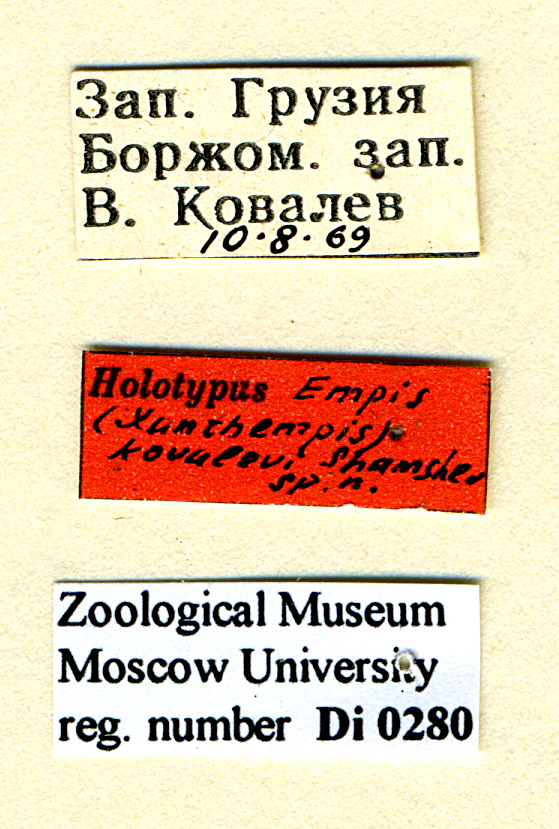 Зап. Грузия
Боржом. зап.
В. Ковалев
10.8.69
Holotypus Empis
(Xanthempis)
kovalevi Shamshev
sp. n.
Zoological Museum
Moscow University
reg. number Di 0280